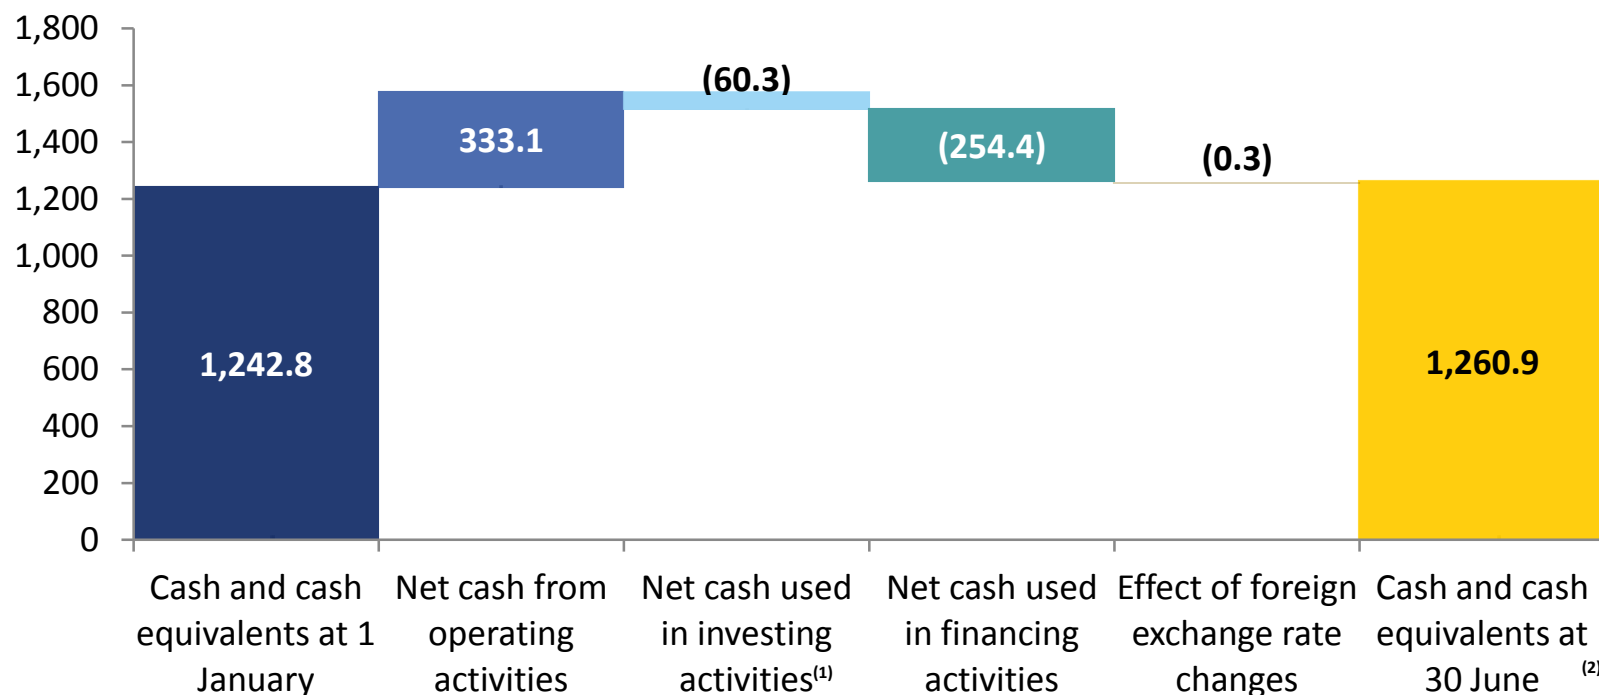 1,800
1,600
1,400
1,200
1,000
800
600
400
200
0
1,242.8
333.1
(60.3)
(254.4)
(0.3)
1,260.9
Cash and cash
equivalents at 1
January
Net cash from
operating
activities
Net cash used
in investing
activities(1)
Net cash used
in financing
activities
Effect of foreign
exchange rate
changes
Cash and cash
equivalents at
30 June (2)